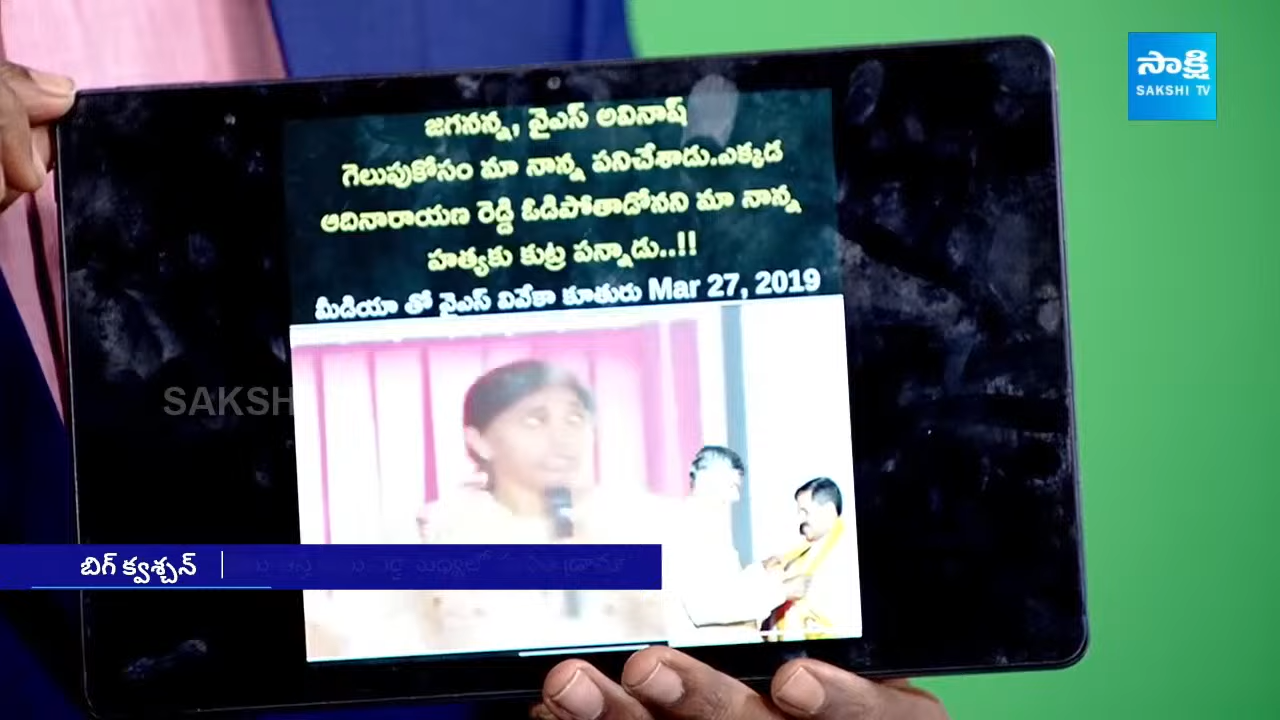 సాక్షి
SAKSHI TV
జగనన్న, వైఎస్ అవినాష్
గెలుపుకోసం మా నాన్న పనిచేశాడు.ఎక్కడ
ఆదినారాయణ రెడ్డి ఓడిపోతాడోనని మా నాన్న
హత్యకు కుట్ర పన్నాడు..!!
మీడియా తో వైఎస్ వివేకా కూతురు Mar 27, 2019
SAKSH
బిగ్ క్వశ్చన్